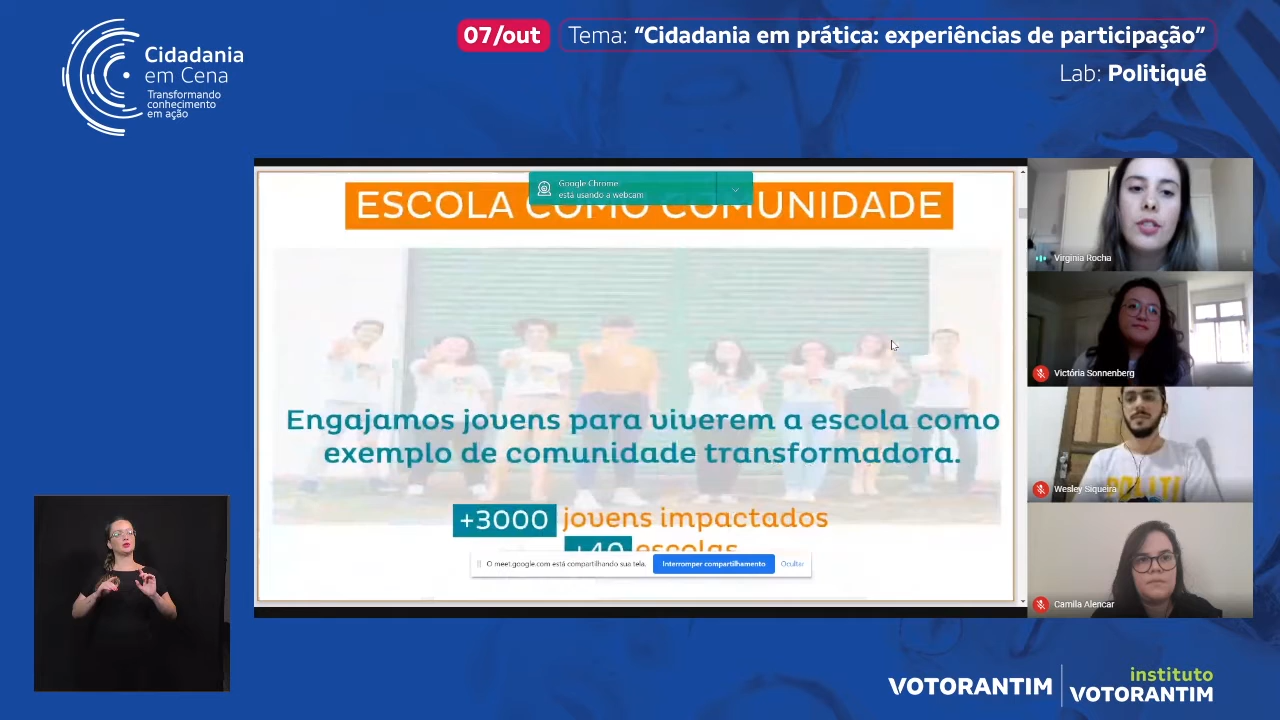 Cidadania
em Cena
Transformando
conhecimento
em ação
07/out
Tema: “Cidadania em prática: experiências de participação”
Lab: Politiquê
Google Chrome
está usando a webcam
ESCOLA COMO COMUNIDADE
Engajamos jovens para viverem a escola como
exemplo de comunidade transformadora.
+3000 jovens impactados
+40 escolas
O meet.google.com está compartilhando sua tela.
Interromper compartilhamento
Ocultar
Virginia Rocha
Victória Sonnenberg
POLITI
Wesley Siqueira
Camila Alencar
VOTORANTIM
instituto
VOTORANTIM